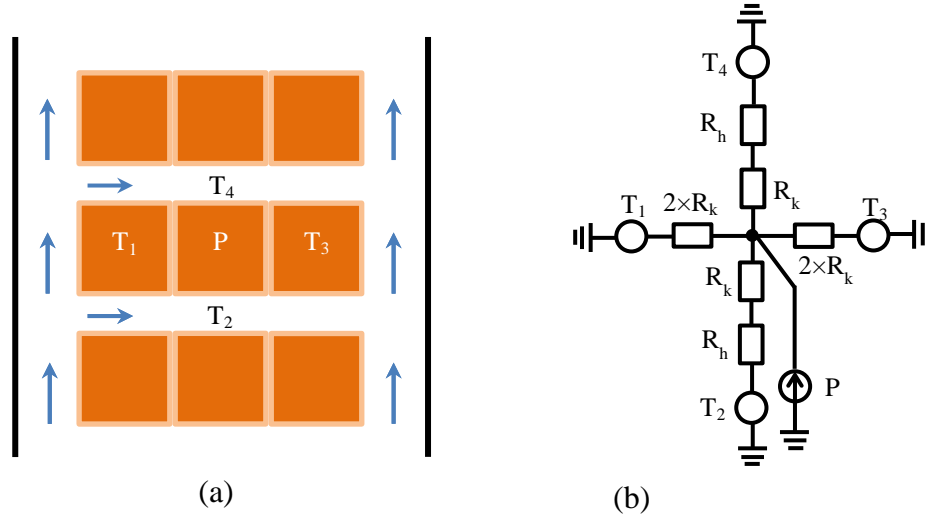 T₄
T₁ P T₃
T₂
(a)
T₄
Rₕ
Rₖ
T₁ 2×Rₖ T₃
2×Rₖ
Rₖ
Rₕ
P
T₂
(b)